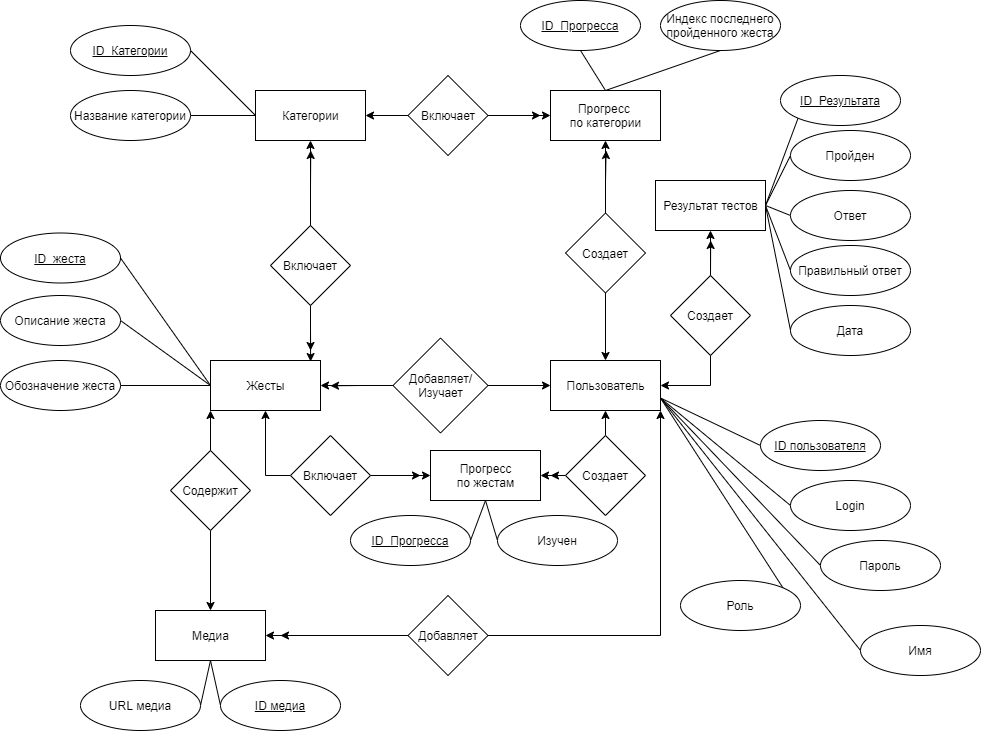 ID_Прогресса
Индекс последнего
пройденного жеста
ID_Категории
Название категории
Категории
Включает
Прогресс
по категории
ID_Результата
Пройден
Ответ
Правильный ответ
Дата
Результат тестов
Включает
Создает
Создает
ID_жеста
Описание жеста
Обозначение жеста
Жесты
Добавляет/
Изучает
Пользователь
ID пользователя
Login
Пароль
Имя
Роль
Содержит
Включает
Прогресс
по жестам
Создает
ID_Прогресса
Изучен
Медиа
Добавляет
URL медиа
ID медиа